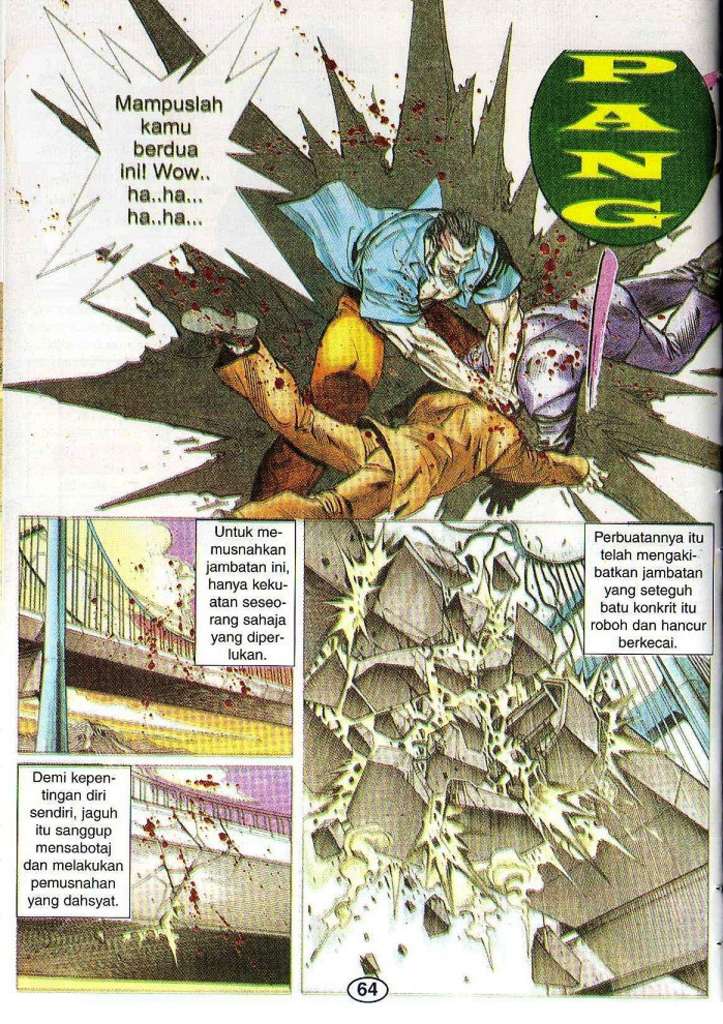 Mampuslah
kamu
berdua
ini! Wow..
ha..ha...
ha..ha...
PANG
Untuk me-
musnahkan
jambatan ini,
hanya keku-
atan seseo-
rang sahaja
yang diper-
lukan.
Perbuatannya itu
telah mengaki-
batkan jambatan
yang seteguh
batu konkrit itu
roboh dan hancur
berkecai.
Demi kepen-
tingan diri
sendiri, jaguh
itu sanggup
mensabotaj
dan melakukan
pemusnahan
yang dahsyat.
64